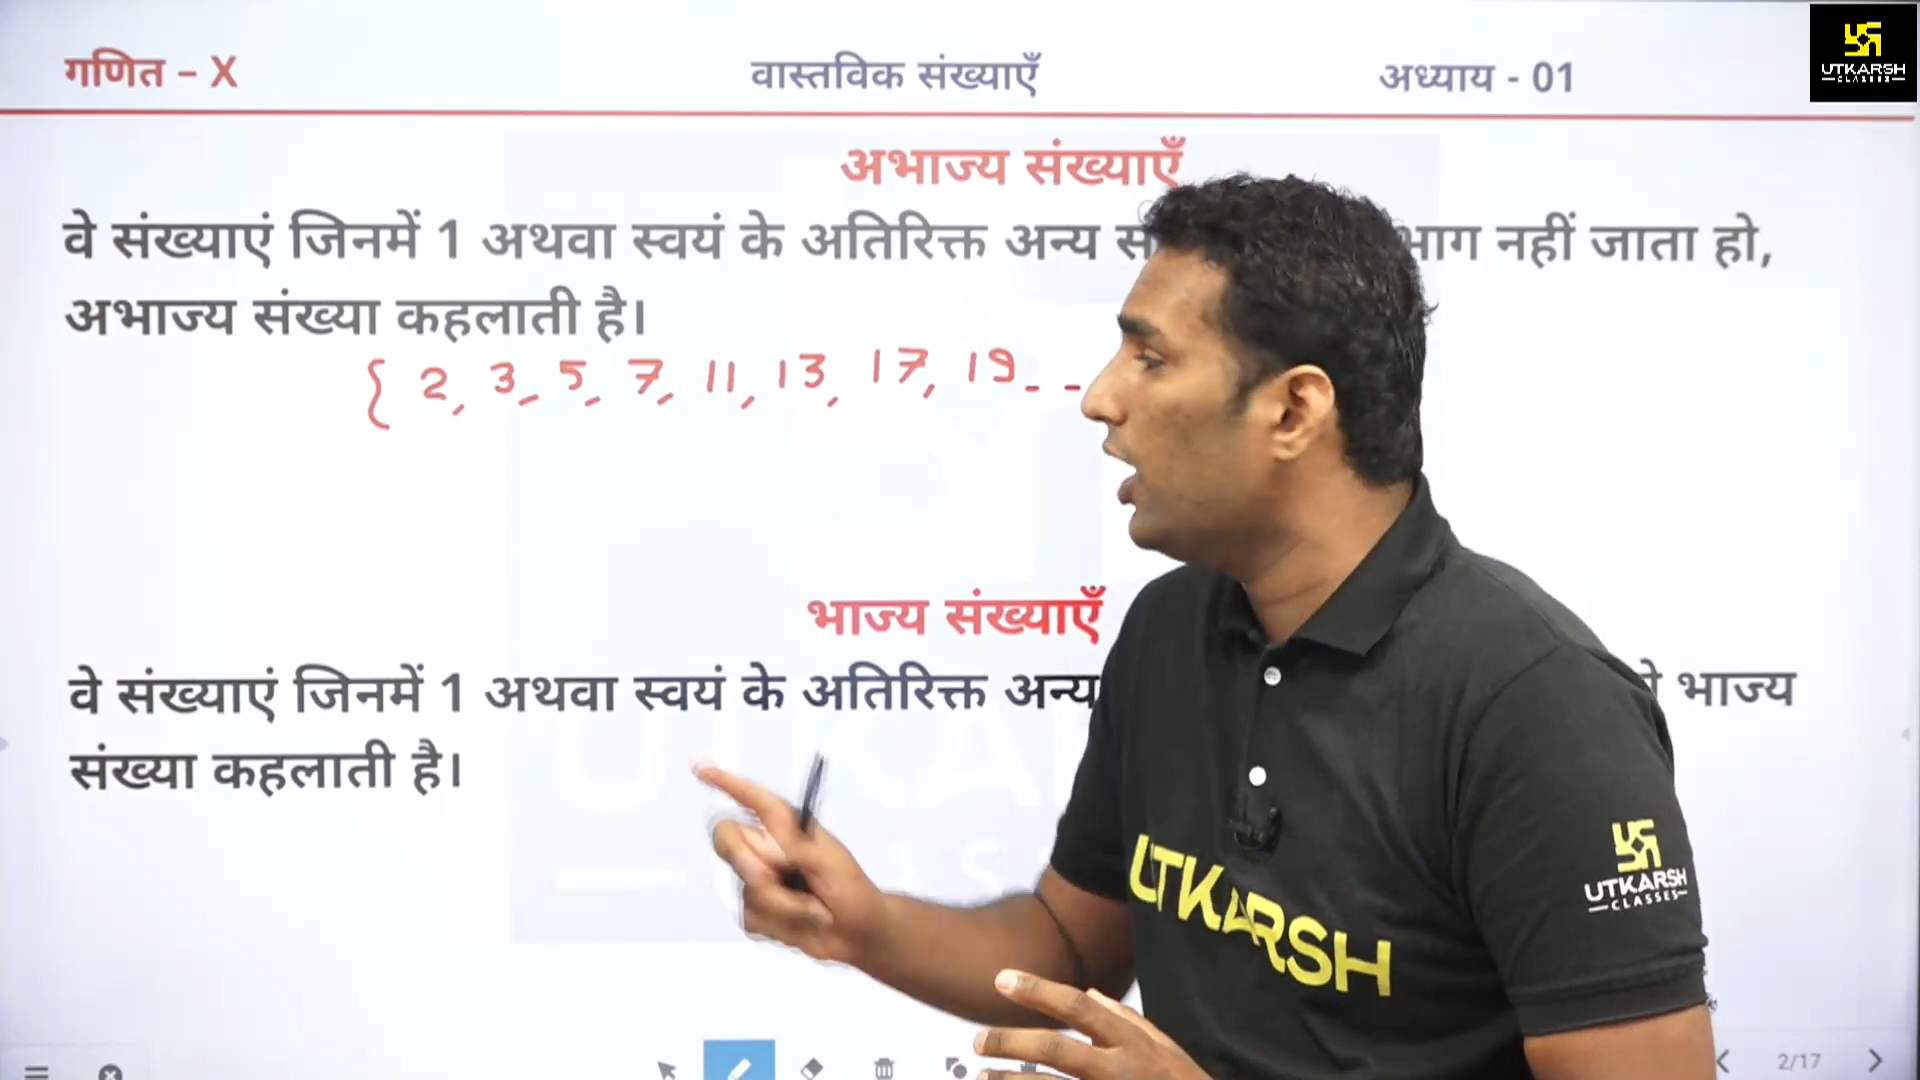 गणित – X वास्तविक संख्याएँ अध्याय - 01
UTKARSH
CLASSES
अभाज्य संख्याएँ
वे संख्याएं जिनमें 1 अथवा स्वयं के अतिरिक्त अन्य भाग नहीं जाता हो,
अभाज्य संख्या कहलाती है।
{ 2, 3, 5, 7, 11, 13, 17, 19 - -
भाज्य संख्याएँ
वे संख्याएं जिनमें 1 अथवा स्वयं के अतिरिक्त अन्य भाज्य
संख्या कहलाती है।
UTKARSH
UTKARSH
CLASSES
2/17